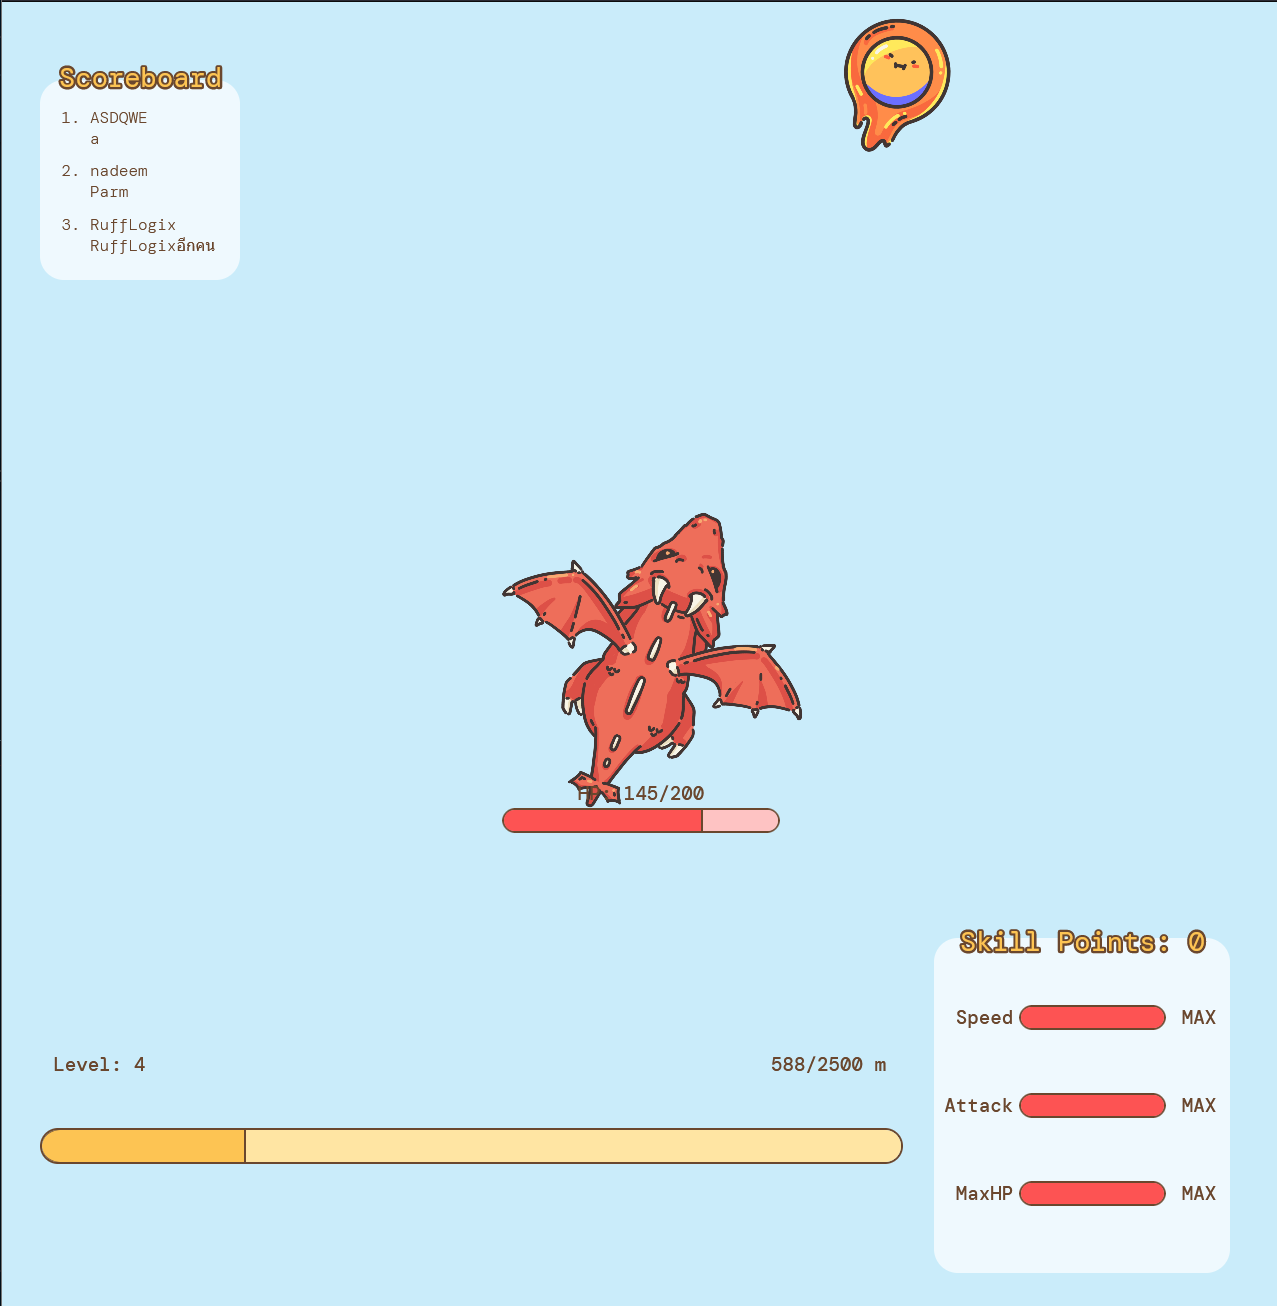 Scoreboard
1. ASDQWE
a
2. nadeem
Parm
3. RuffLogix
RuffLogixอีกคน
HP: 145/200
Skill Points: 0
Speed MAX
Attack MAX
MaxHP MAX
Level: 4
588/2500 m